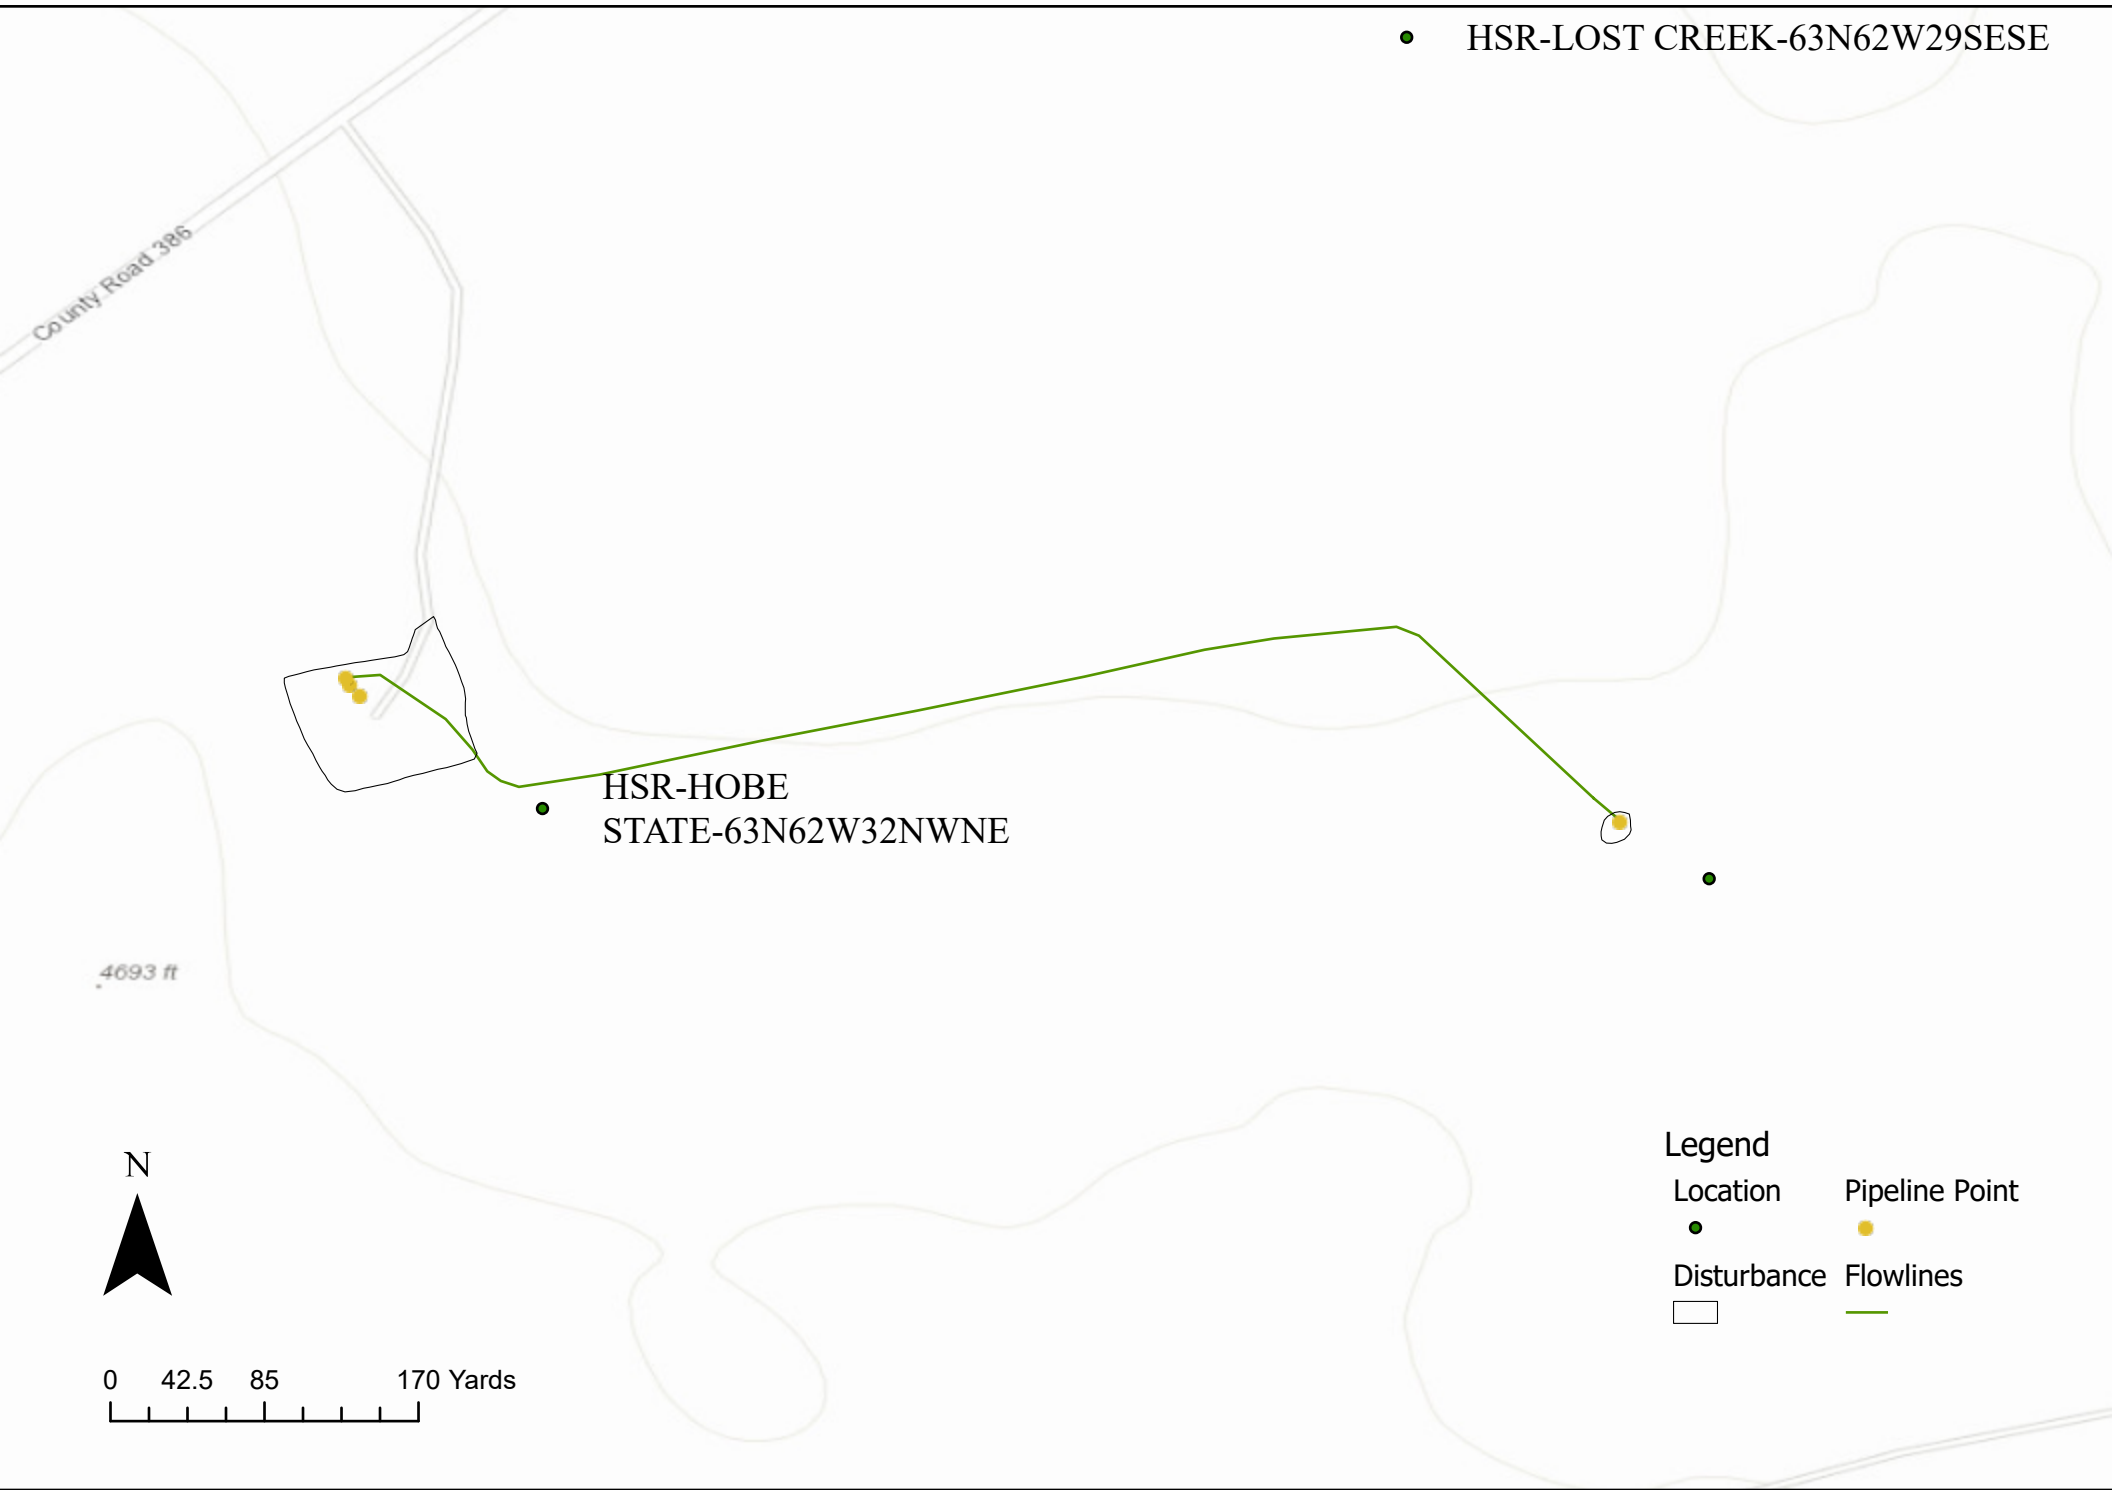 HSR-LOST CREEK-63N62W29SESE
County Road 386
HSR-HOBE
STATE-63N62W32NWNE
4693 ft
N
0 42.5 85 170 Yards
Legend
Location Pipeline Point
Disturbance Flowlines